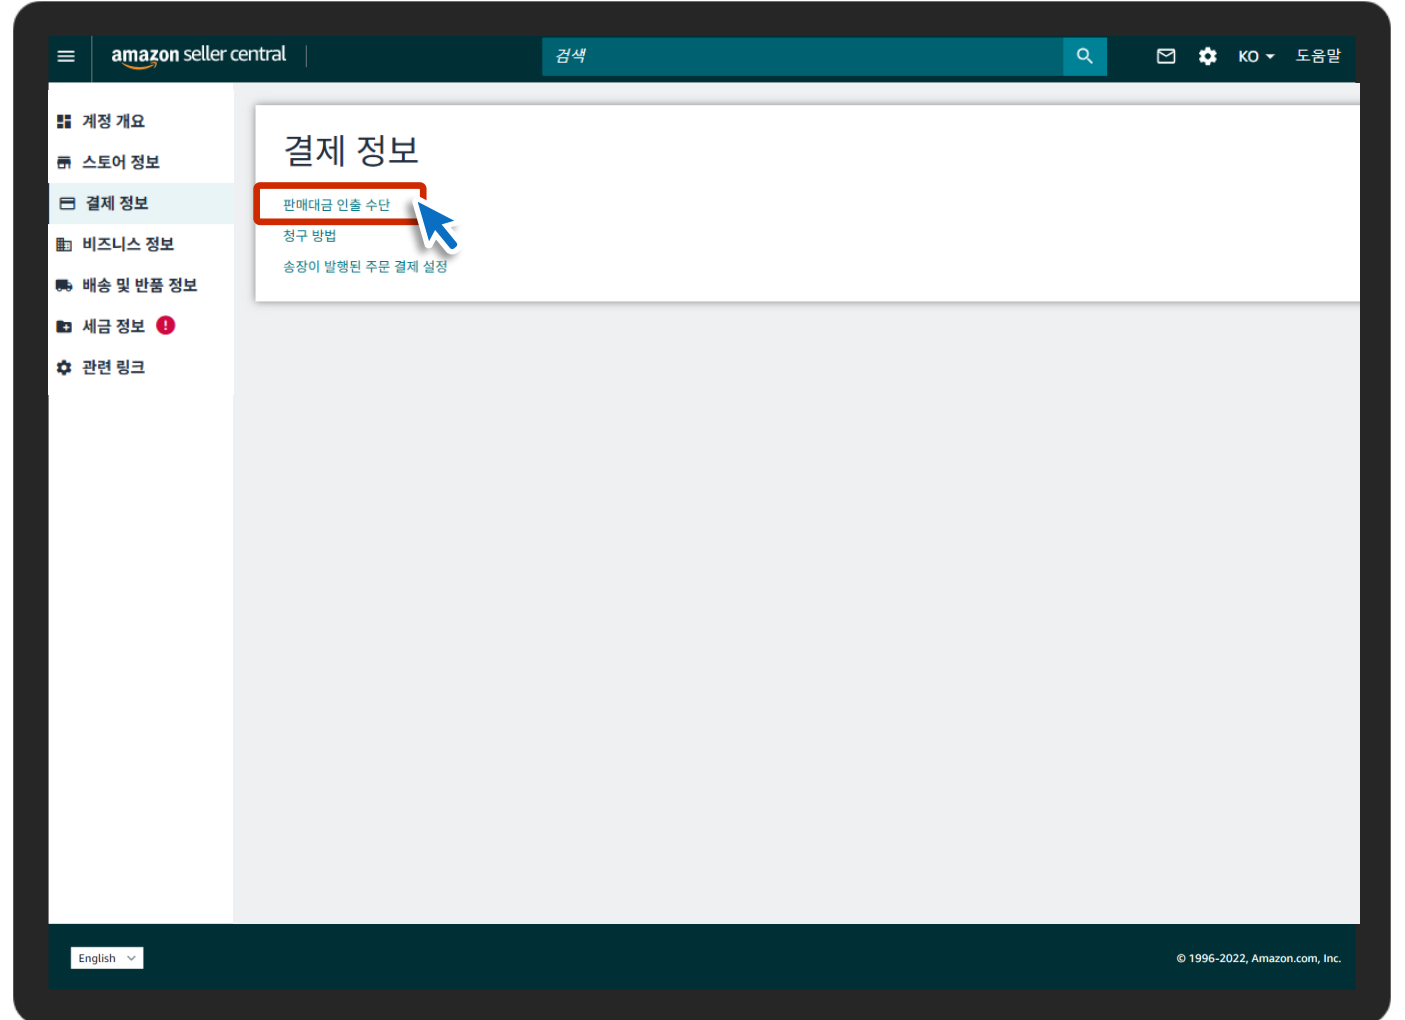 amazon seller central
검색
KO
도움말
계정 개요
스토어 정보
결제 정보
비즈니스 정보
배송 및 반품 정보
세금 정보 !
관련 링크
결제 정보
판매대금 인출 수단
청구 방법
송장이 발행된 주문 결제 설정
English
© 1996-2022, Amazon.com, Inc.